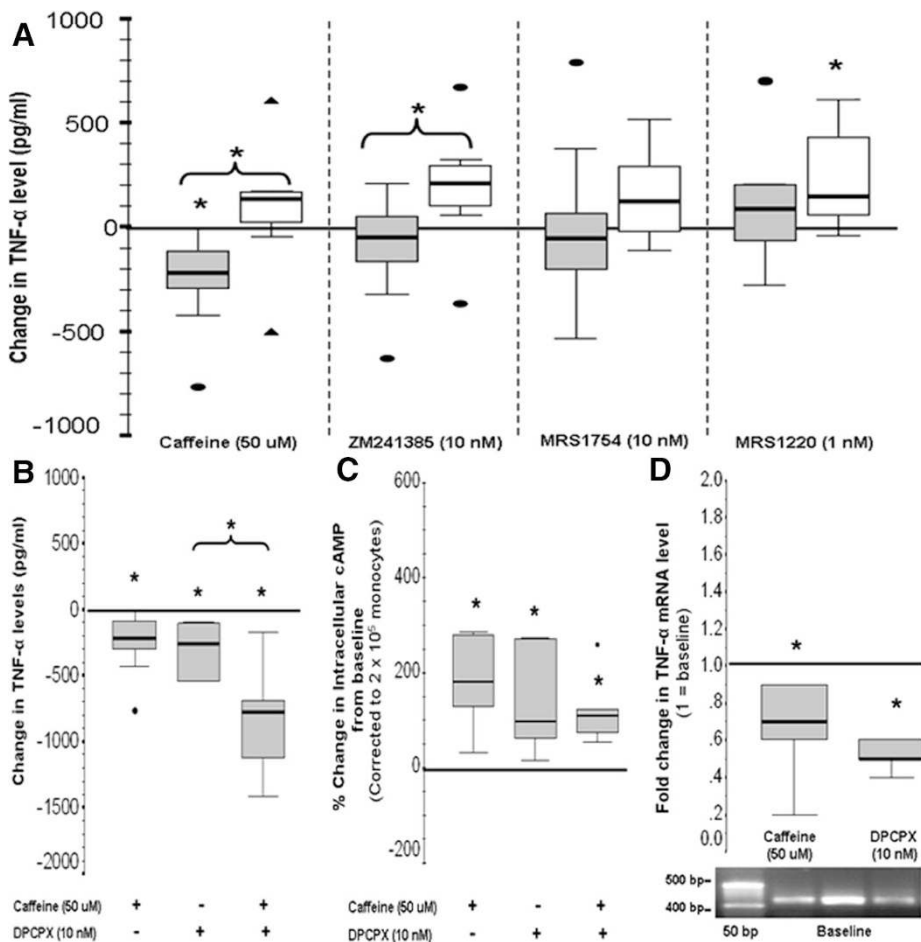 A
Change in TNF-α level (pg/ml)
1000
500
0
-500
-1000
*
*
*
*
Caffeine (50 uM)
ZM241385 (10 nM)
MRS1754 (10 nM)
MRS1220 (1 nM)
B
Change in TNF-α levels (pg/ml)
1000
500
0
-500
-1000
-1500
-2000
*
*
*
*
Caffeine (50 uM) + - +
DPCPX (10 nM) - + +
C
% Change in Intracellular cAMP
from baseline
(Corrected to 2 x 10⁵ monocytes)
600
400
200
0
-200
*
*
*
Caffeine (50 uM) + - +
DPCPX (10 nM) - + +
D
Fold change in TNF-α mRNA level
(1 = baseline)
2.0
1.8
1.6
1.4
1.2
1.0
.8
.6
.4
.2
0.0
*
*
Caffeine
(50 uM)
DPCPX
(10 nM)
500 bp–
400 bp–
50 bp
Baseline